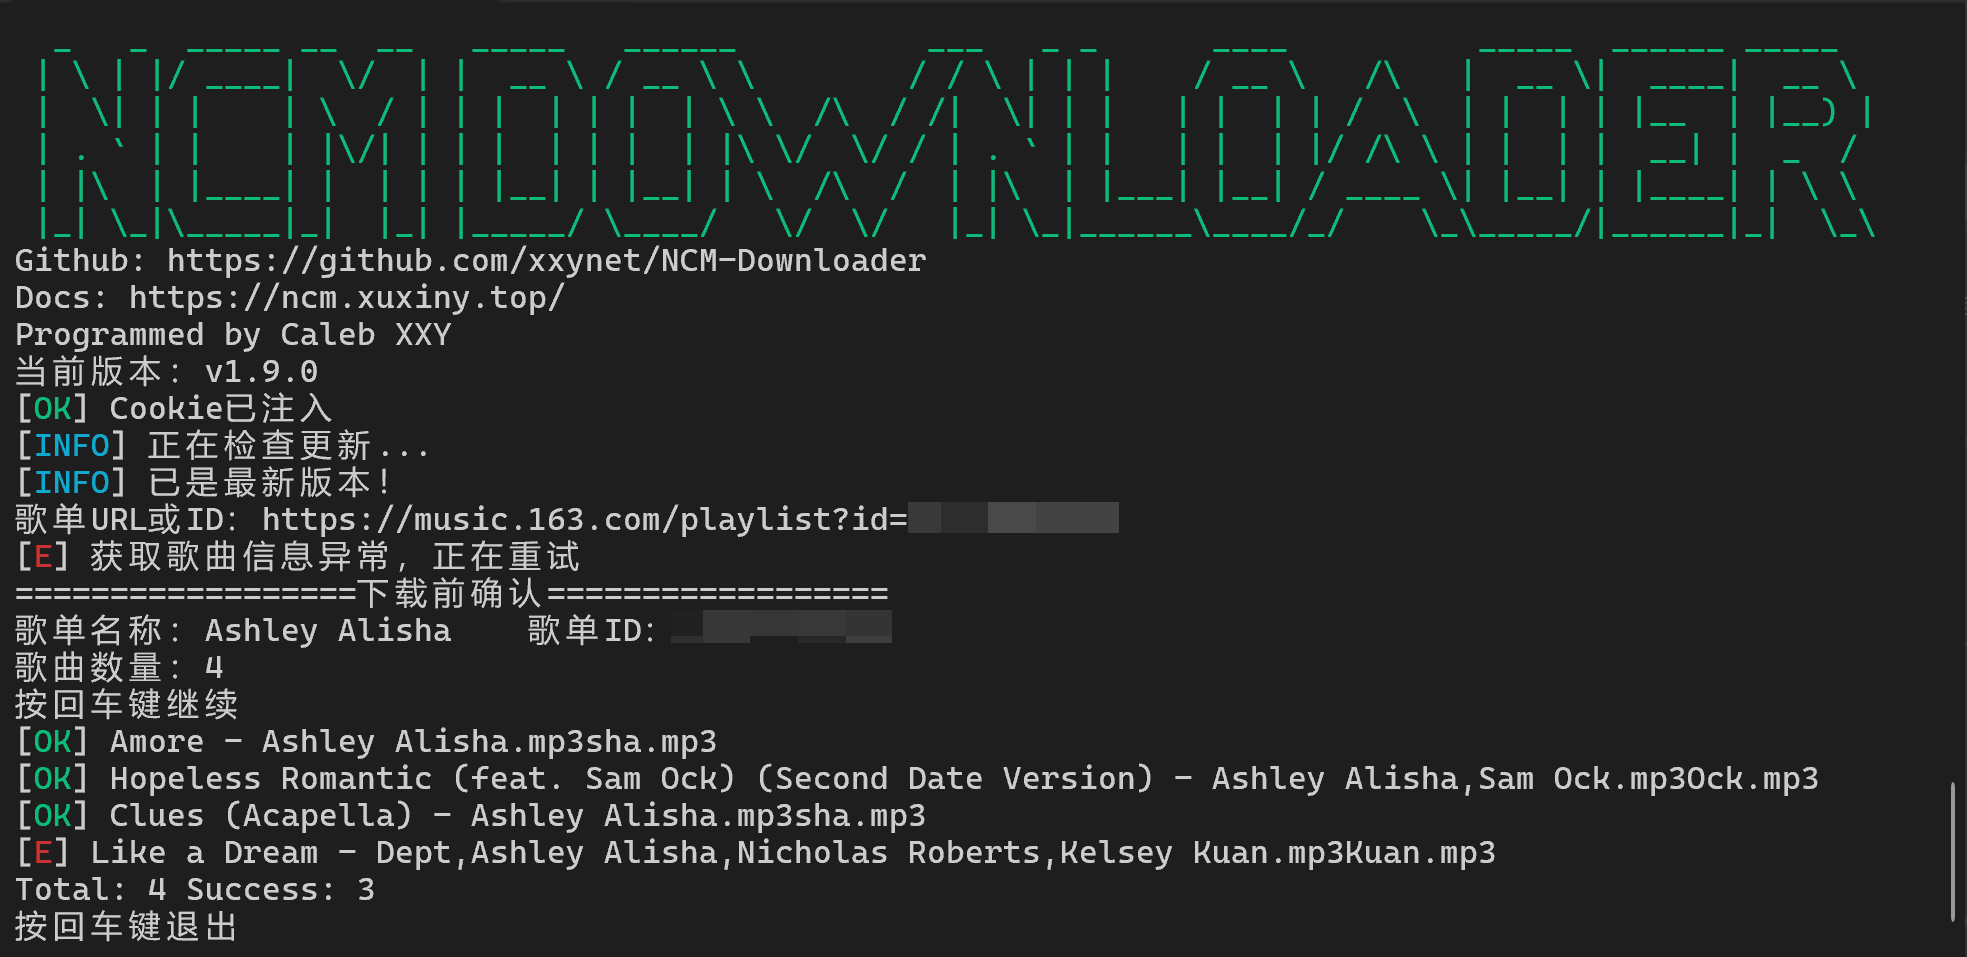 NCMDOWNLOADER
Github: https://github.com/xxynet/NCM-Downloader
Docs: https://ncm.xuxiny.top/
Programmed by Caleb XXY
当前版本：v1.9.0
[OK] Cookie已注入
[INFO] 正在检查更新...
[INFO] 已是最新版本！
歌单URL或ID：https://music.163.com/playlist?id=
[E] 获取歌曲信息异常，正在重试
==================下载前确认==================
歌单名称：Ashley Alisha    歌单ID：
歌曲数量：4
按回车键继续
[OK] Amore - Ashley Alisha.mp3sha.mp3
[OK] Hopeless Romantic (feat. Sam Ock) (Second Date Version) - Ashley Alisha,Sam Ock.mp3Ock.mp3
[OK] Clues (Acapella) - Ashley Alisha.mp3sha.mp3
[E] Like a Dream - Dept,Ashley Alisha,Nicholas Roberts,Kelsey Kuan.mp3Kuan.mp3
Total: 4 Success: 3
按回车键退出